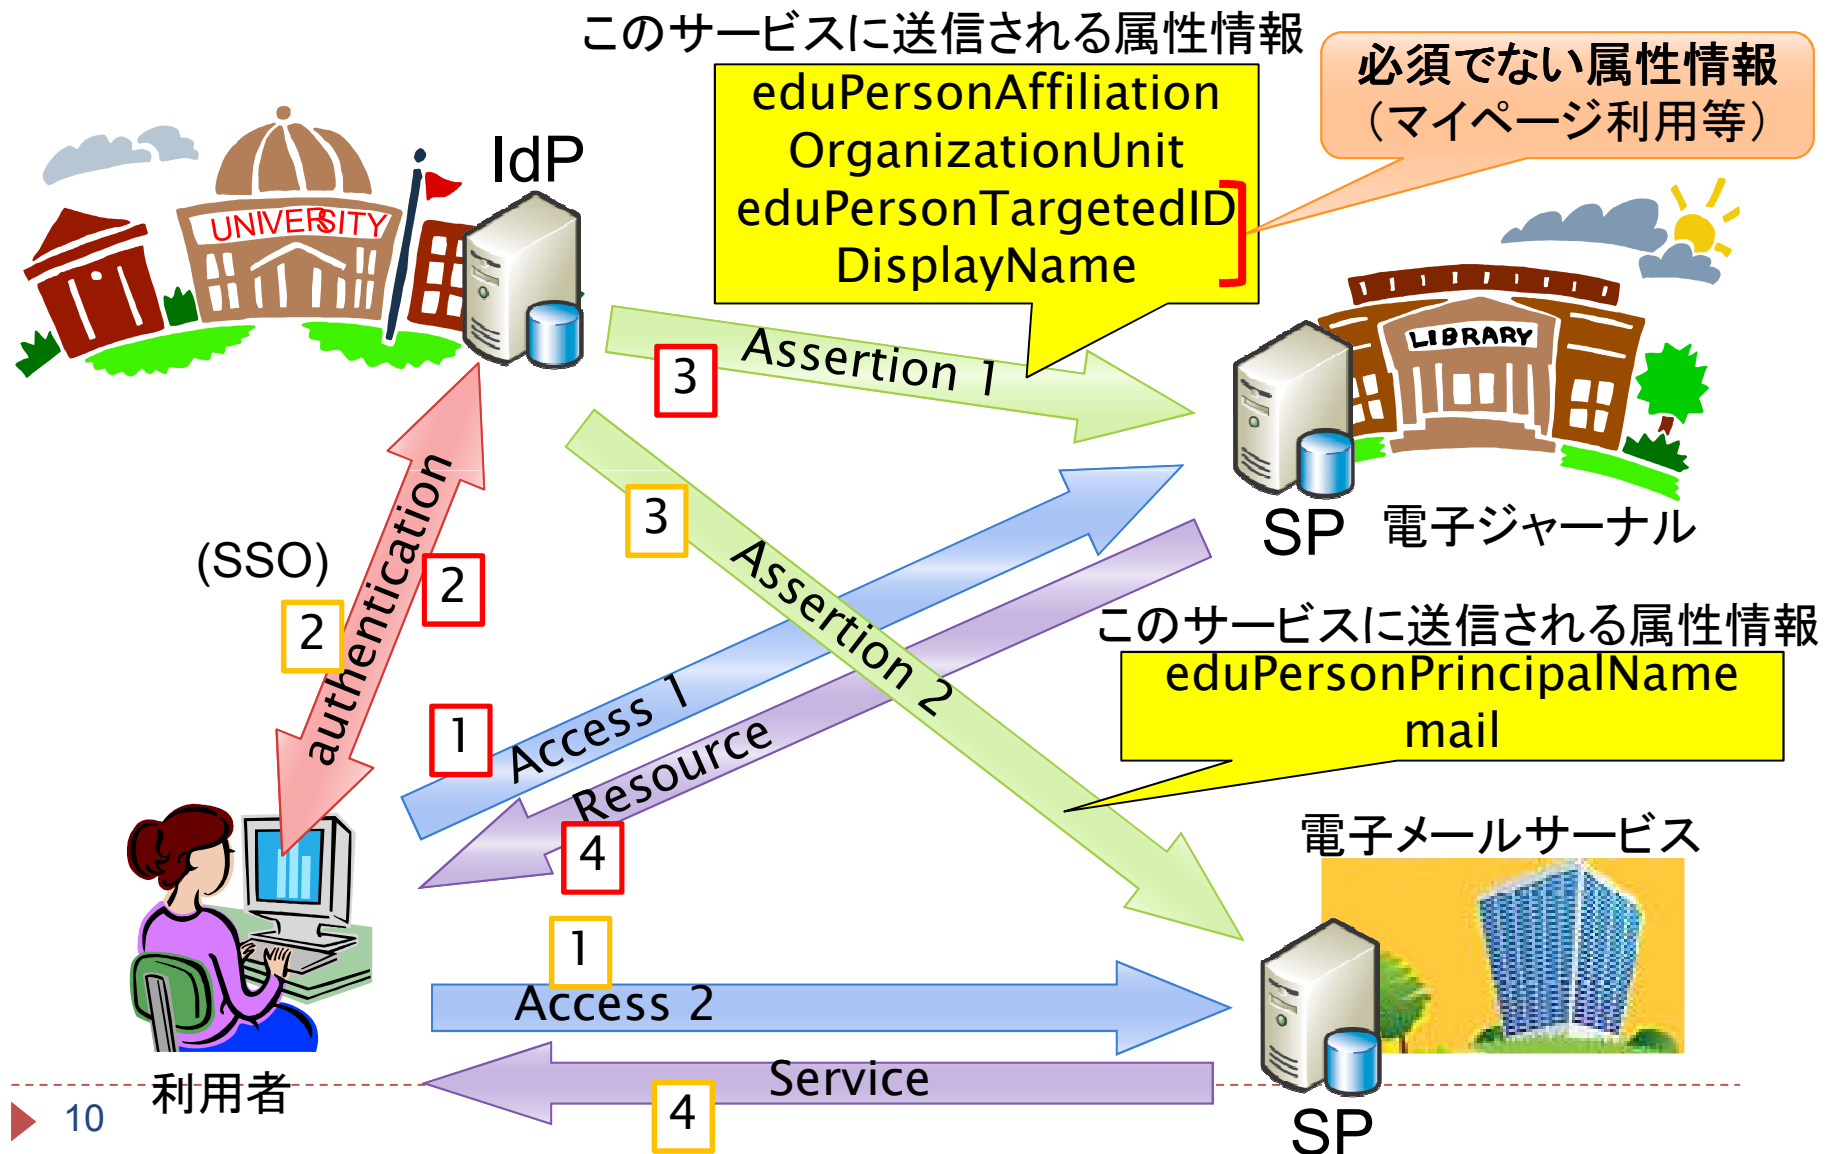 このサービスに送信される属性情報
eduPersonAffiliation
OrganizationUnit
eduPersonTargetedID
DisplayName
必須でない属性情報
（マイページ利用等）
IdP
UNIVERSITY
LIBRARY
3
Assertion 1
3
Assertion 2
SP
電子ジャーナル
(SSO)
2
authentication
2
このサービスに送信される属性情報
eduPersonPrincipalName
mail
1
Access 1
Resource
4
電子メールサービス
1
Access 2
Service
4
利用者
SP
10